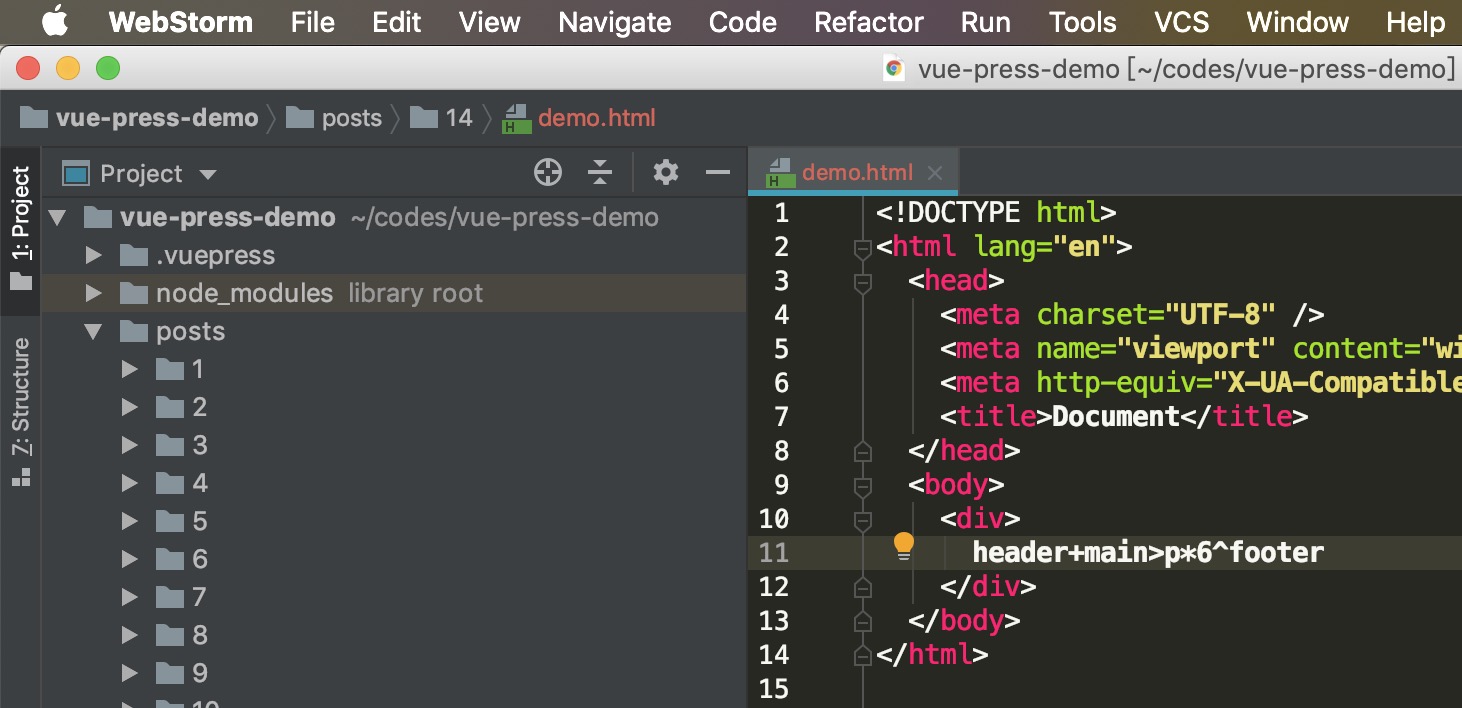 WebStorm File Edit View Navigate Code Refactor Run Tools VCS Window Help
vue-press-demo [~/codes/vue-press-demo]
vue-press-demo posts 14 demo.html
1: Project
Z: Structure
Project
vue-press-demo ~/codes/vue-press-demo
.vuepress
node_modules library root
posts
1
2
3
4
5
6
7
8
9
10
demo.html
1 <!DOCTYPE html>
2 <html lang="en">
3 <head>
4 <meta charset="UTF-8" />
5 <meta name="viewport" content="wi
6 <meta http-equiv="X-UA-Compatible
7 <title>Document</title>
8 </head>
9 <body>
10 <div>
11 header+main>p*6^footer
12 </div>
13 </body>
14 </html>
15